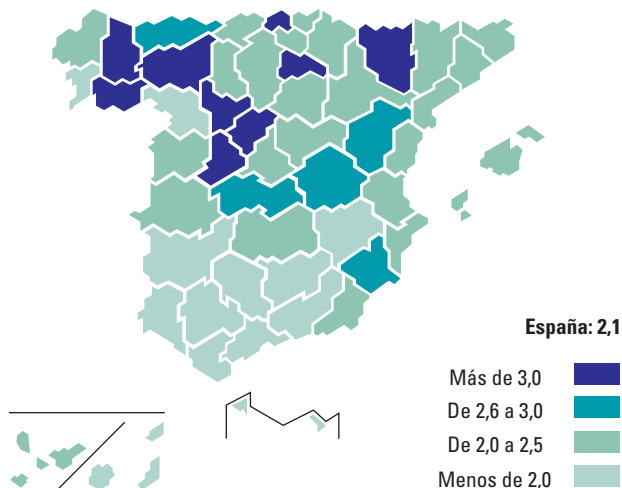 España: 2,1
Más de 3,0
De 2,6 a 3,0
De 2,0 a 2,5
Menos de 2,0